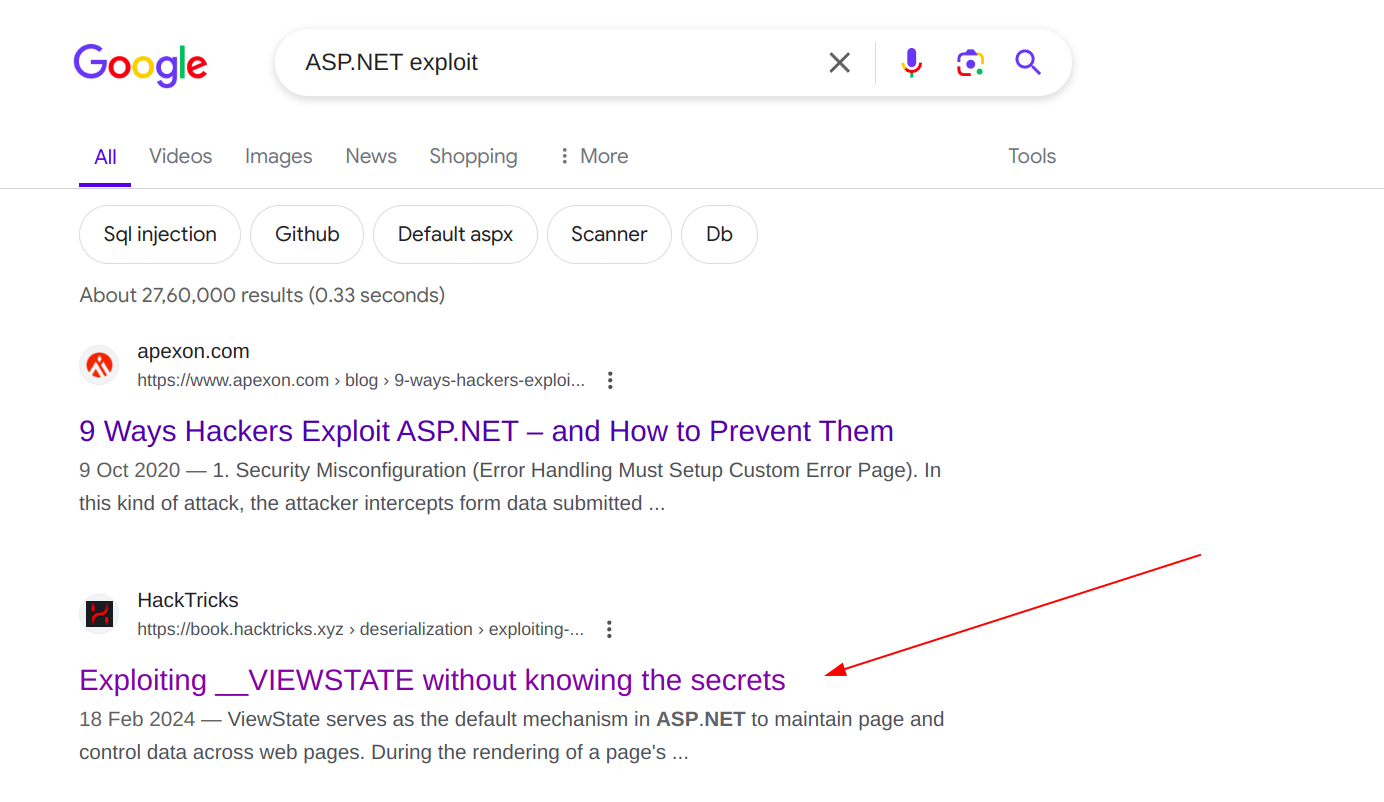 Google
ASP.NET exploit
All Videos Images News Shopping More Tools
Sql injection Github Default aspx Scanner Db
About 27,60,000 results (0.33 seconds)
apexon.com
https://www.apexon.com › blog › 9-ways-hackers-exploi...
9 Ways Hackers Exploit ASP.NET – and How to Prevent Them
9 Oct 2020 — 1. Security Misconfiguration (Error Handling Must Setup Custom Error Page). In
this kind of attack, the attacker intercepts form data submitted ...
HackTricks
https://book.hacktricks.xyz › deserialization › exploiting-...
Exploiting __VIEWSTATE without knowing the secrets
18 Feb 2024 — ViewState serves as the default mechanism in ASP.NET to maintain page and
control data across web pages. During the rendering of a page's ...